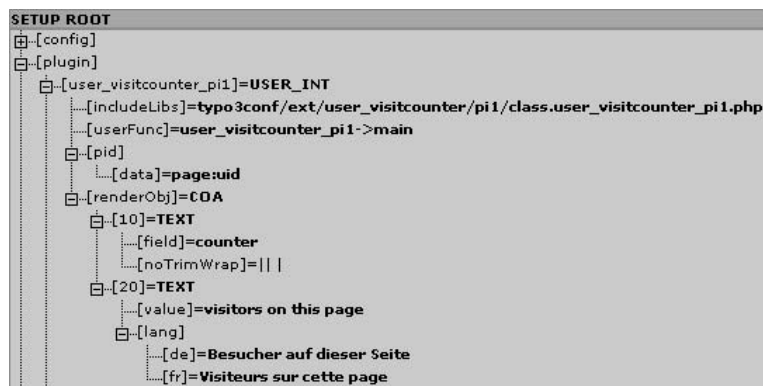 SETUP ROOT
[config]
[plugin]
[user_visitcounter_pi1]=USER_INT
[includeLibs]=typo3conf/ext/user_visitcounter/pi1/class.user_visitcounter_pi1.php
[userFunc]=user_visitcounter_pi1->main
[pid]
[data]=page:uid
[renderObj]=COA
[10]=TEXT
[field]=counter
[noTrimWrap]=|| |
[20]=TEXT
[value]=visitors on this page
[lang]
[de]=Besucher auf dieser Seite
[fr]=Visiteurs sur cette page